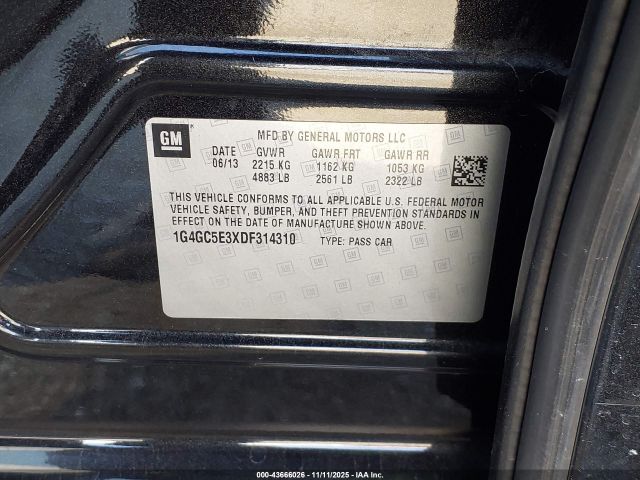 GM
MFD BY GENERAL MOTORS LLC
DATE GVWR GAWR FRT GAWR RR
06/13 2215 KG 1162 KG 1053 KG
4883 LB 2561 LB 2322 LB
THIS VEHICLE CONFORMS TO ALL APPLICABLE U.S. FEDERAL MOTOR
VEHICLE SAFETY, BUMPER, AND THEFT PREVENTION STANDARDS IN
EFFECT ON THE DATE OF MANUFACTURE SHOWN ABOVE.
1G4GC5E3XDF314310 TYPE: PASS CAR
000-43666026 - 11/11/2025 - IAA Inc.